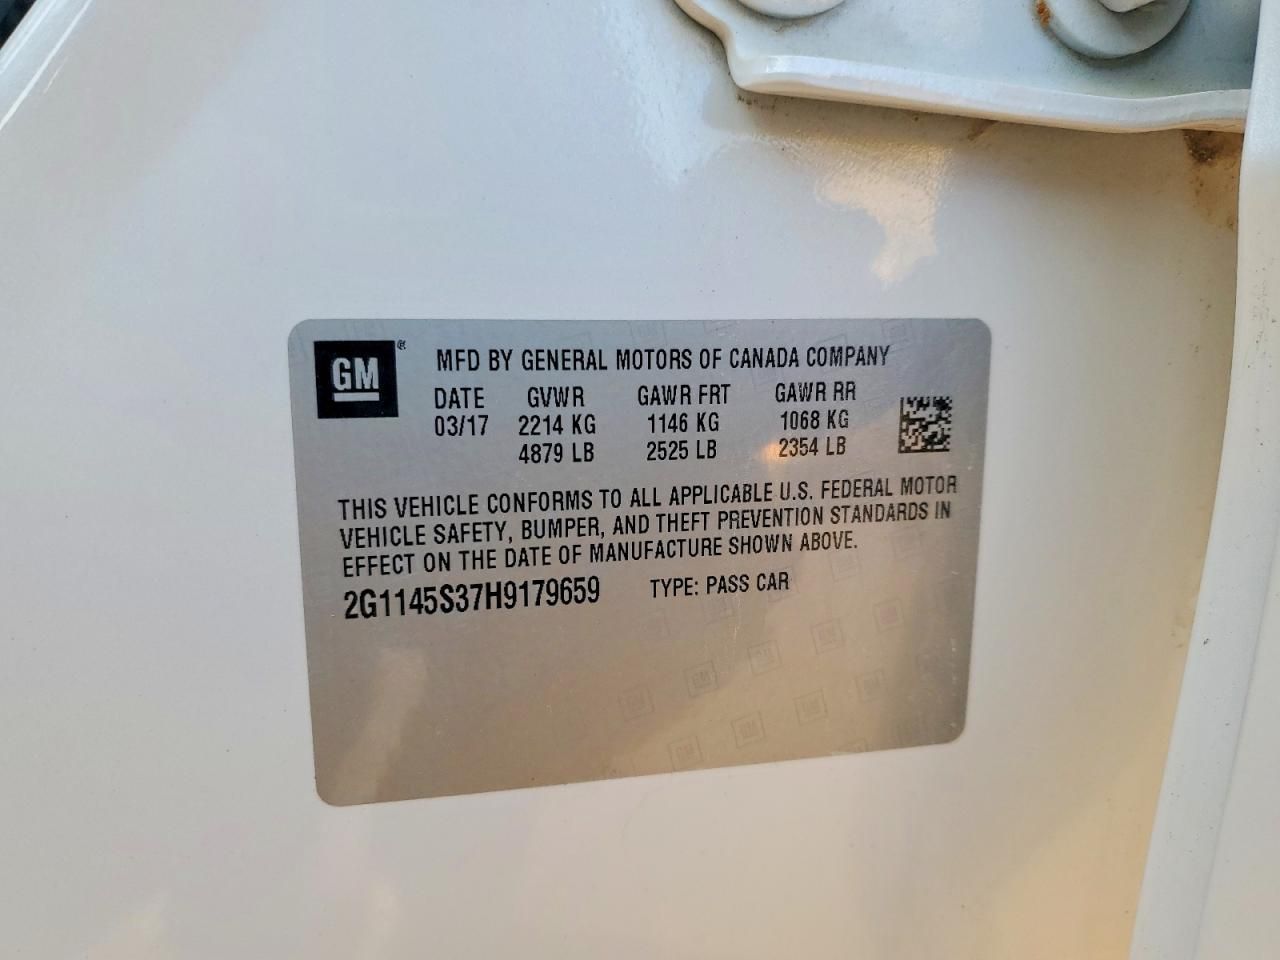 GM® MFD BY GENERAL MOTORS OF CANADA COMPANY
DATE GVWR GAWR FRT GAWR RR
03/17 2214 KG 1146 KG 1068 KG
4879 LB 2525 LB 2354 LB
THIS VEHICLE CONFORMS TO ALL APPLICABLE U.S. FEDERAL MOTOR
VEHICLE SAFETY, BUMPER, AND THEFT PREVENTION STANDARDS IN
EFFECT ON THE DATE OF MANUFACTURE SHOWN ABOVE.
2G1145S37H9179659 TYPE: PASS CAR